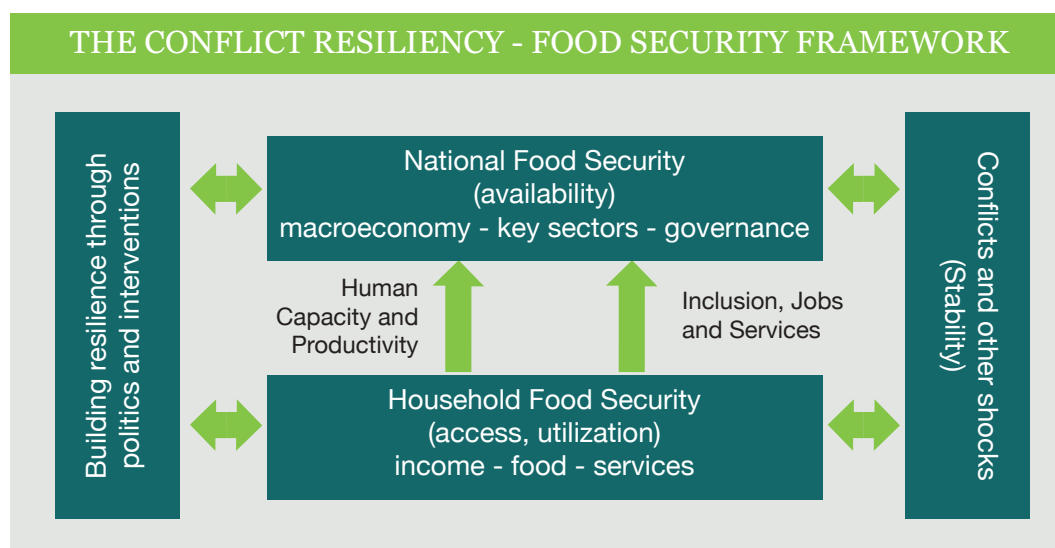 THE CONFLICT RESILIENCY - FOOD SECURITY FRAMEWORK
Building resilience through
politics and interventions
National Food Security
(availability)
macroeconomy - key sectors - governance
Human
Capacity and
Productivity
Inclusion, Jobs
and Services
Household Food Security
(access, utilization)
income - food - services
Conflicts and other shocks
(Stability)